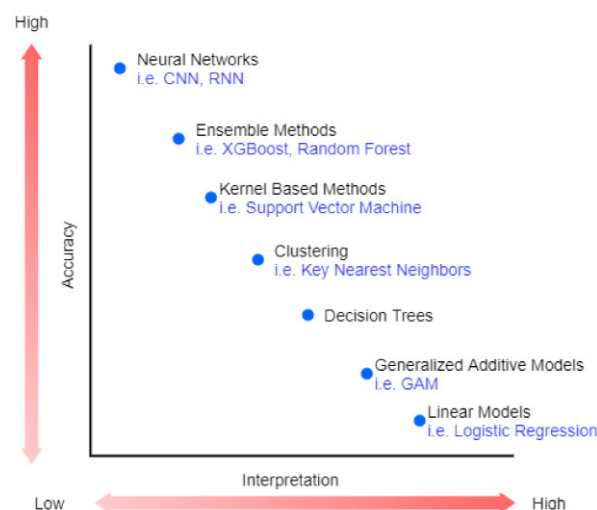 High
Neural Networks
i.e. CNN, RNN
Ensemble Methods
i.e. XGBoost, Random Forest
Kernel Based Methods
i.e. Support Vector Machine
Clustering
i.e. Key Nearest Neighbors
Decision Trees
Generalized Additive Models
i.e. GAM
Linear Models
i.e. Logistic Regression
Accuracy
Interpretation
Low
High